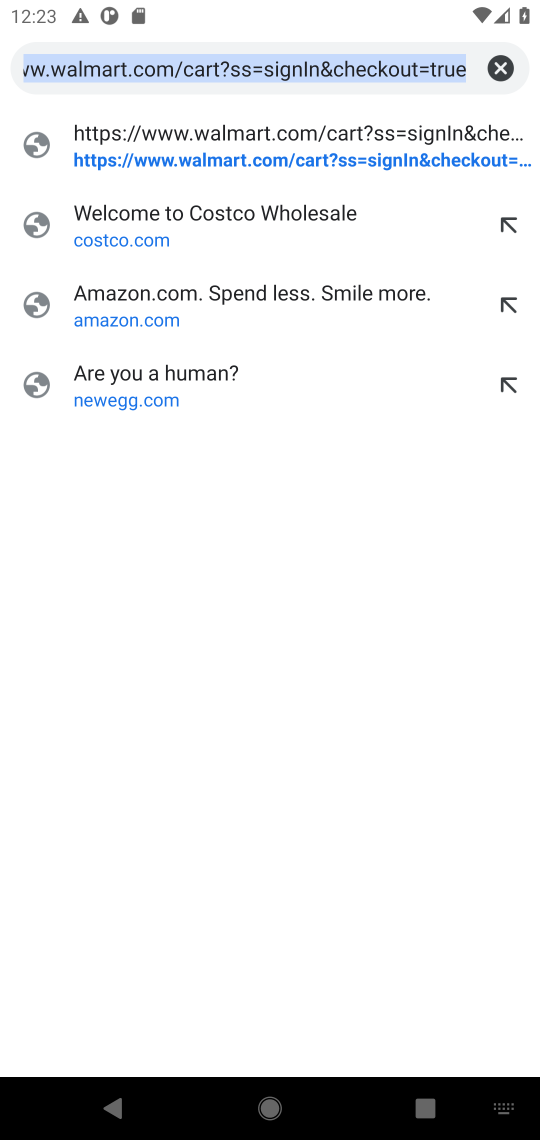 12:23
ww.walmart.com/cart?ss=signIn&checkout=true
https://www.walmart.com/cart?ss=signIn&che…
https://www.walmart.com/cart?ss=signIn&checkout=…
Welcome to Costco Wholesale
costco.com
Amazon.com. Spend less. Smile more.
amazon.com
Are you a human?
newegg.com